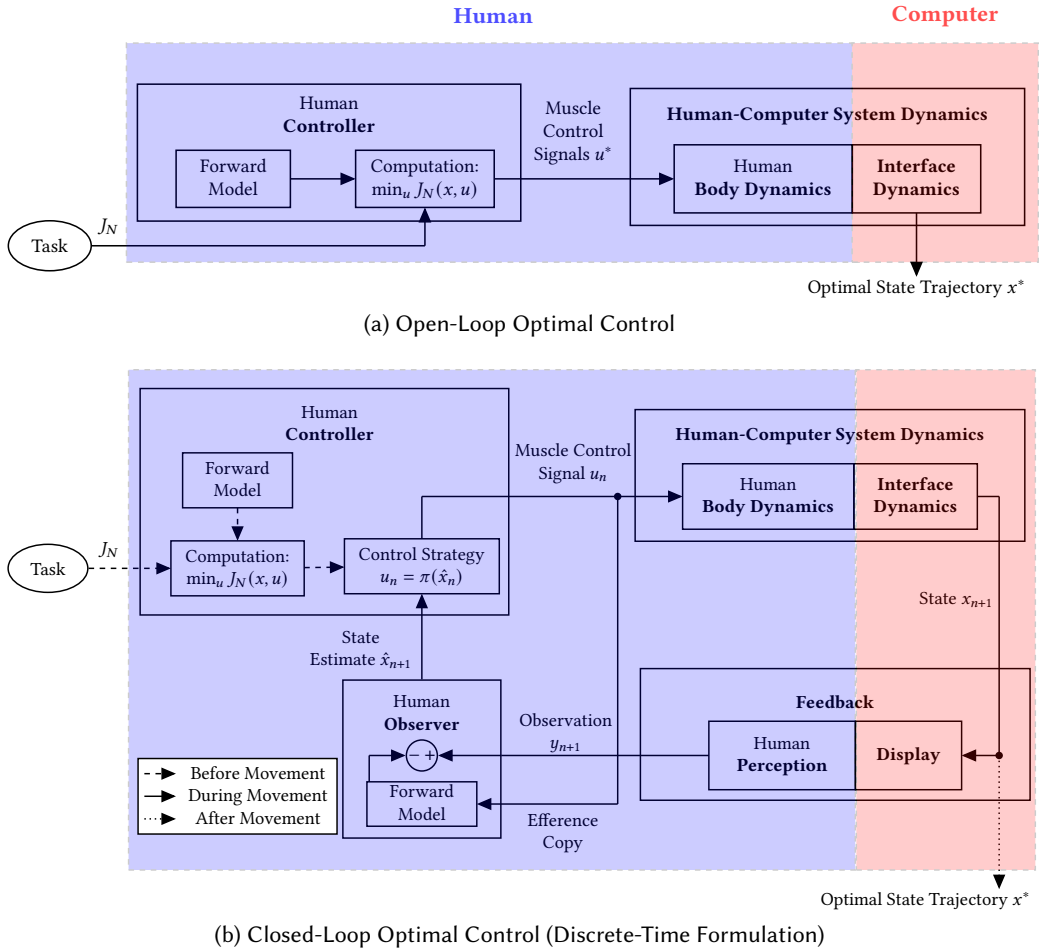 Human
Computer
Human
Controller
Forward
Model
Computation:
min_u J_N(x, u)
Muscle
Control
Signals u*
Human-Computer System Dynamics
Human
Body Dynamics
Interface
Dynamics
J_N
Task
Optimal State Trajectory x*
(a) Open-Loop Optimal Control
Human
Controller
Forward
Model
Muscle Control
Signal u_n
Human-Computer System Dynamics
Human
Body Dynamics
Interface
Dynamics
J_N
Task
Computation:
min_u J_N(x, u)
Control Strategy
u_n = π(x̂_n)
State x_{n+1}
State
Estimate x̂_{n+1}
Human
Observer
− +
Forward
Model
Observation
y_{n+1}
Efference
Copy
Feedback
Human
Perception
Display
Before Movement
During Movement
After Movement
Optimal State Trajectory x*
(b) Closed-Loop Optimal Control (Discrete-Time Formulation)